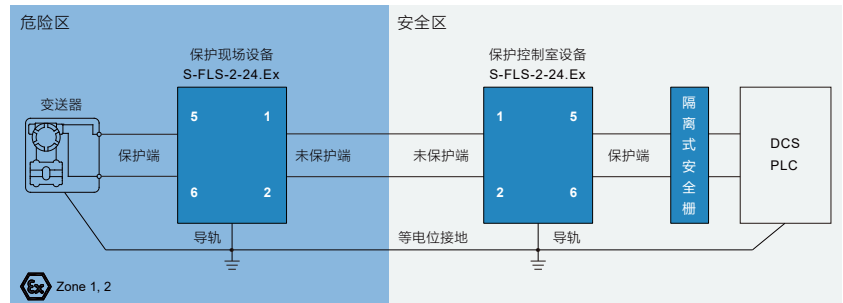 危险区
安全区
保护现场设备
S-FLS-2-24.Ex
保护控制室设备
S-FLS-2-24.Ex
变送器
5 1
6 2
保护端
未保护端
未保护端
1 5
2 6
保护端
隔离式安全栅
DCS
PLC
导轨
等电位接地
导轨
Ex Zone 1, 2